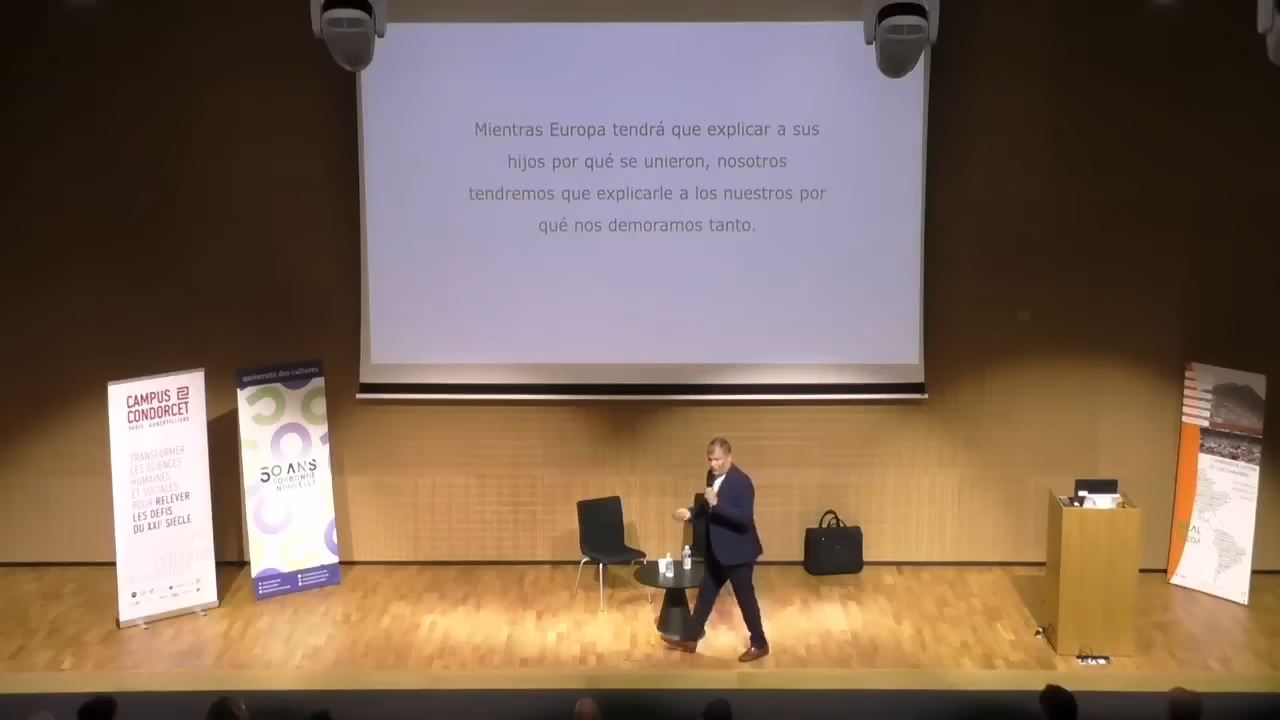 Mientras Europa tendrá que explicar a sus
hijos por qué se unieron, nosotros
tendremos que explicarle a los nuestros por
qué nos demoramos tanto.
CAMPUS
CONDORCET
PARIS · AUBERVILLIERS
TRANSFORMER
LES SCIENCES
HUMAINES
ET SOCIALES
POUR RELEVER
LES DÉFIS
DU XXIᵉ SIÈCLE
université des cultures
50 ANS
SORBONNE
NOUVELLE